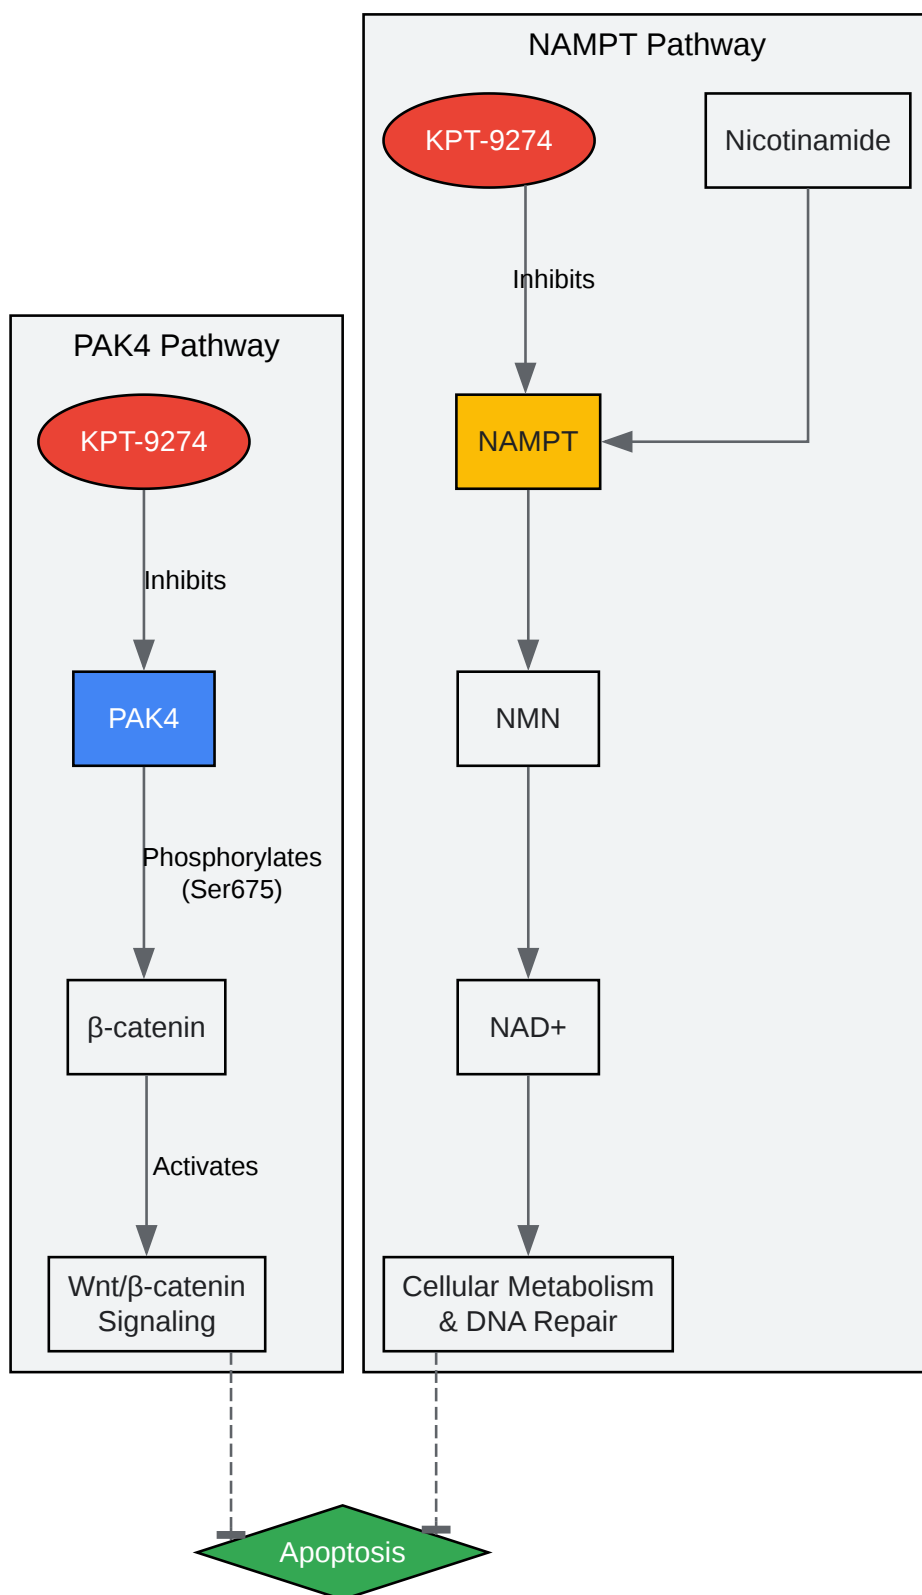 NAMPT Pathway
KPT-9274
Nicotinamide
Inhibits
NAMPT
NMN
NAD+
Cellular Metabolism
& DNA Repair
PAK4 Pathway
KPT-9274
Inhibits
PAK4
Phosphorylates
(Ser675)
β-catenin
Activates
Wnt/β-catenin
Signaling
Apoptosis